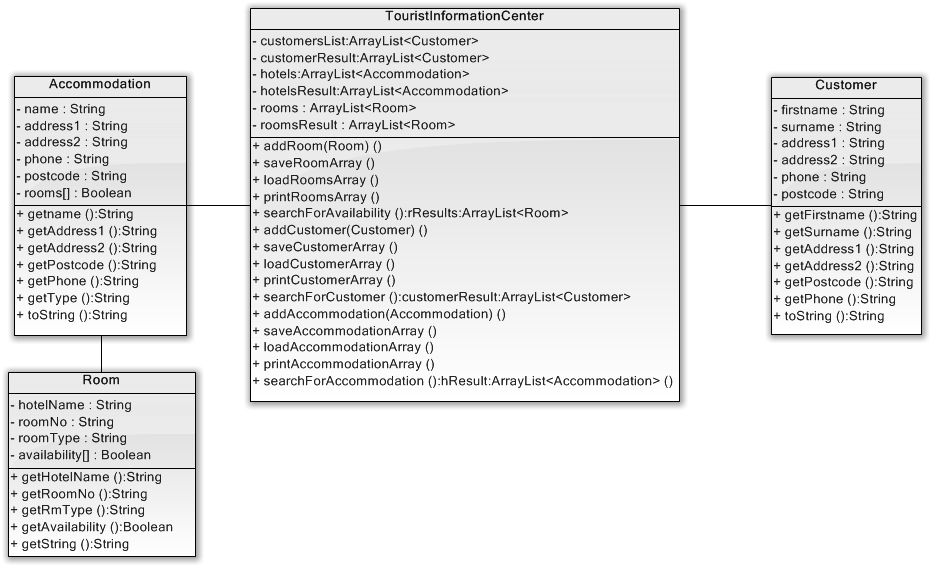 TouristInformationCenter
- customersList:ArrayList<Customer>
- customerResult:ArrayList<Customer>
- hotels:ArrayList<Accommodation>
- hotelsResult:ArrayList<Accommodation>
- rooms : ArrayList<Room>
- roomsResult : ArrayList<Room>
+ addRoom(Room) ()
+ saveRoomArray ()
+ loadRoomsArray ()
+ printRoomsArray ()
+ searchForAvailability ():rResults:ArrayList<Room>
+ addCustomer(Customer) ()
+ saveCustomerArray ()
+ loadCustomerArray ()
+ printCustomerArray ()
+ searchForCustomer ():customerResult:ArrayList<Customer>
+ addAccommodation(Accommodation) ()
+ saveAccommodationArray ()
+ loadAccommodationArray ()
+ printAccommodationArray ()
+ searchForAccommodation ():hResult:ArrayList<Accommodation> ()
Accommodation
- name : String
- address1 : String
- address2 : String
- phone : String
- postcode : String
- rooms[] : Boolean
+ getname ():String
+ getAddress1 ():String
+ getAddress2 ():String
+ getPostcode ():String
+ getPhone ():String
+ getType ():String
+ toString ():String
Customer
- firstname : String
- surname : String
- address1 : String
- address2 : String
- phone : String
- postcode : String
+ getFirstname ():String
+ getSurname ():String
+ getAddress1 ():String
+ getAddress2 ():String
+ getPostcode ():String
+ getPhone ():String
+ toString ():String
Room
- hotelName : String
- roomNo : String
- roomType : String
- availability[] : Boolean
+ getHotelName ():String
+ getRoomNo ():String
+ getRmType ():String
+ getAvailability ():Boolean
+ getString ():String